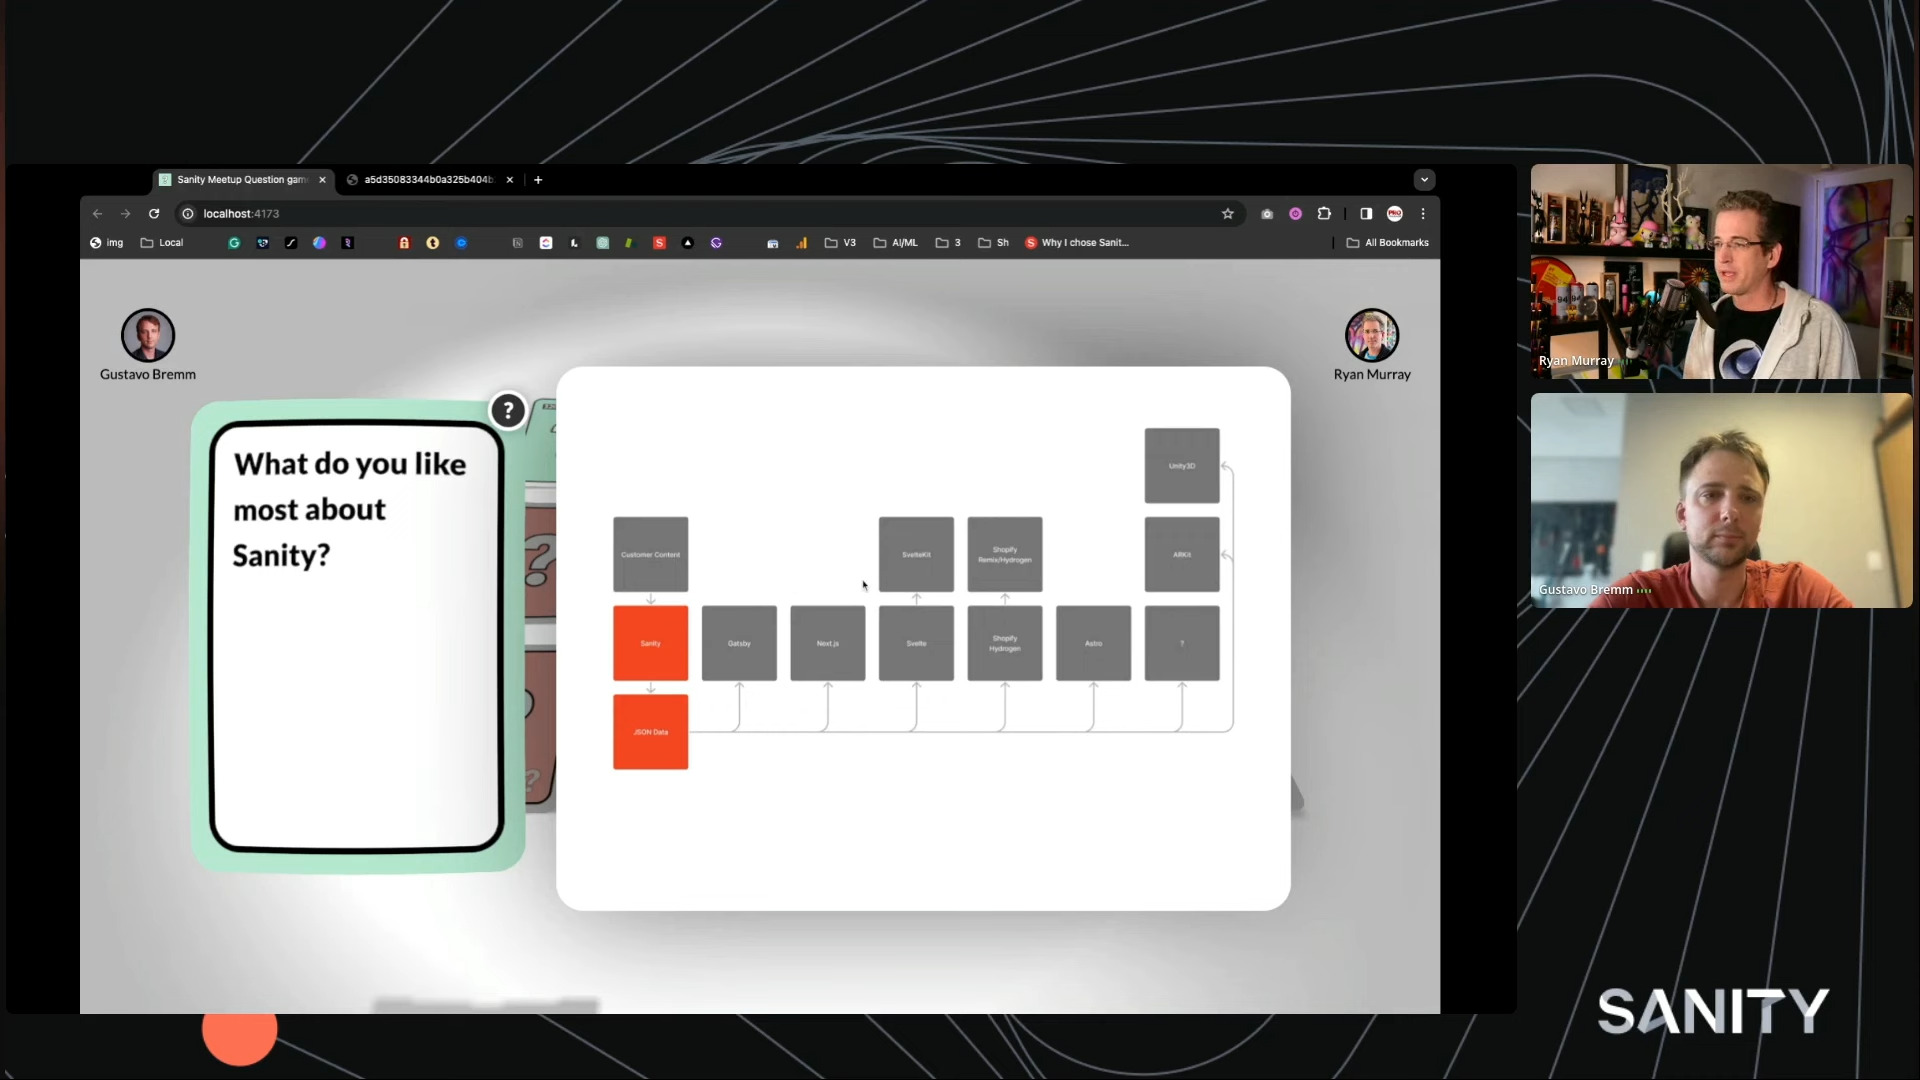 Sanity Meetup Question gam
a5d35083344b0a325b404b
localhost:4173
img
Local
V3
AI/ML
3
Sh
Why I chose Sanit...
All Bookmarks
Gustavo Bremm
Ryan Murray
?
What do you like
most about
Sanity?
Unity3D
Customer Content
SvelteKit
Shopify
Remix/Hydrogen
ARKit
Sanity
Gatsby
Next.js
Svelte
Shopify
Hydrogen
Astro
?
JSON Data
Ryan Murray
Gustavo Bremm
SANITY